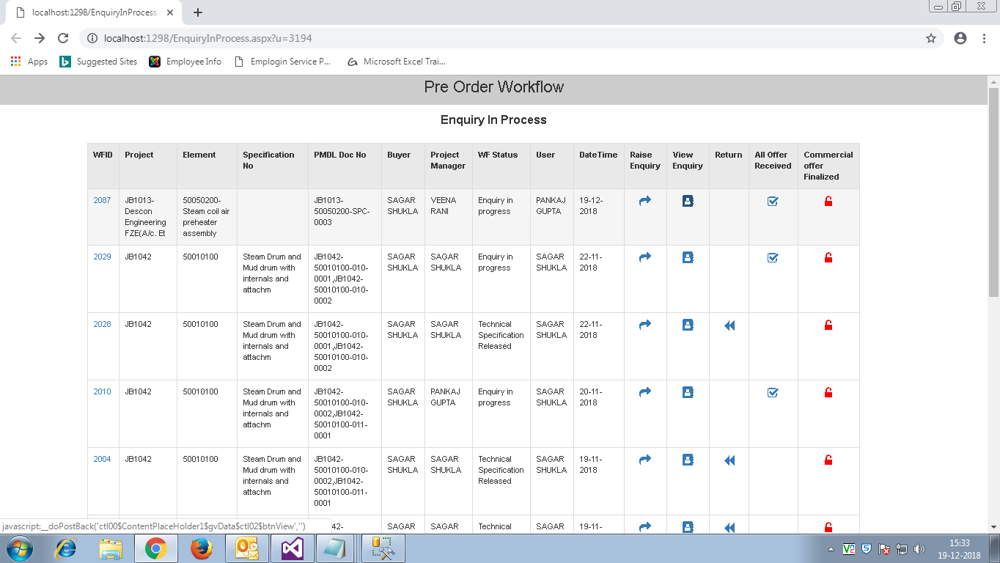 localhost:1298/EnquiryInProcess.
localhost:1298/EnquiryInProcess.aspx?u=3194
Apps Suggested Sites Employee Info Emplogin Service P... Microsoft Excel Trai...
Pre Order Workflow
Enquiry In Process
WFID Project Element Specification PMDL Doc No Buyer Project WF Status User DateTime Raise View Return All Offer Commercial
No Manager Enquiry Enquiry Received offer
Finalized
2087 JB1013- 50050200- JB1013- SAGAR VEENA Enquiry in PANKAJ 19-12-
Descon Steam coil air 50050200-SPC- SHUKLA RANI progress GUPTA 2018
Engineering preheater 0003
FZE(A/c. Et assembly
2029 JB1042 50010100 Steam Drum and JB1042- SAGAR SAGAR Enquiry in SAGAR 22-11-
Mud drum with 50010100-010- SHUKLA SHUKLA progress SHUKLA 2018
internals and 0001,JB1042-
attachm 50010100-010-
0002
2028 JB1042 50010100 Steam Drum and JB1042- SAGAR SAGAR Technical SAGAR 22-11-
Mud drum with 50010100-010- SHUKLA SHUKLA Specification SHUKLA 2018
internals and 0001,JB1042- Released
attachm 50010100-010-
0002
2010 JB1042 50010100 Steam Drum and JB1042- SAGAR PANKAJ Enquiry in SAGAR 20-11-
Mud drum with 50010100-010- SHUKLA GUPTA progress SHUKLA 2018
internals and 0002,JB1042-
attachm 50010100-011-
0001
2004 JB1042 50010100 Steam Drum and JB1042- SAGAR SAGAR Technical SAGAR 19-11-
Mud drum with 50010100-010- SHUKLA SHUKLA Specification SHUKLA 2018
internals and 0002,JB1042- Released
attachm 50010100-011-
0001
javascript:__doPostBack('ctl00$ContentPlaceHolder1$gvData$ctl02$btnView','') 42- SAGAR SAGAR Technical SAGAR 19-11-
15:33
19-12-2018